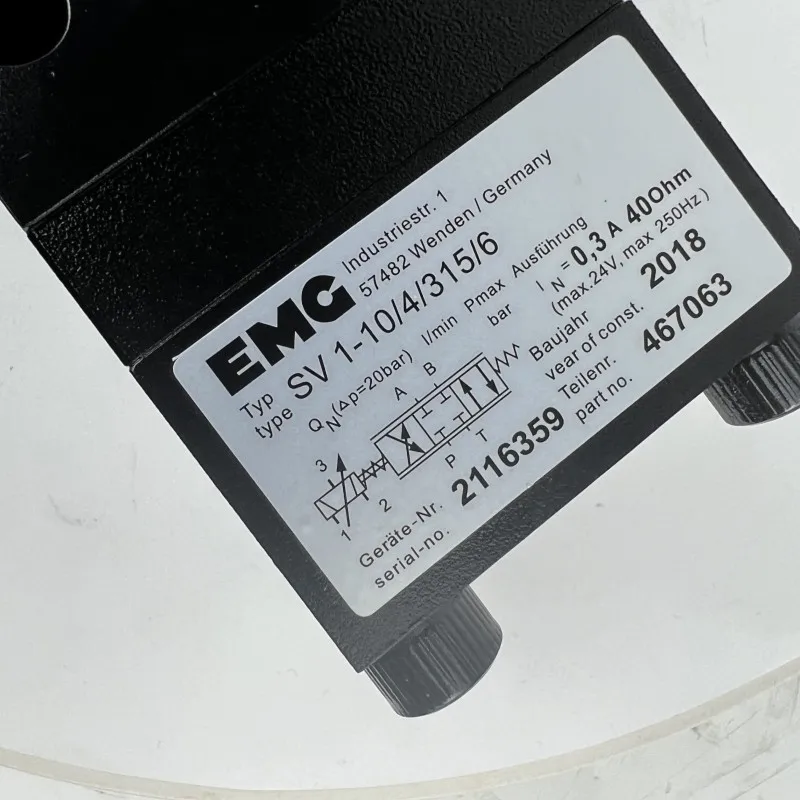 EMG
Industriestr. 1
57482 Wenden / Germany
Typ
type
SV 1-10/4/315/6
QN(Δp=20bar) l/min Pmax Ausführung
bar
IN = 0,3 A 40Ohm
(max.24V, max 250Hz)
A B
P T
3
1
2
Baujahr
vear of const.
2018
Teilenr.
part no.
467063
Geräte-Nr.
serial-no.
2116359